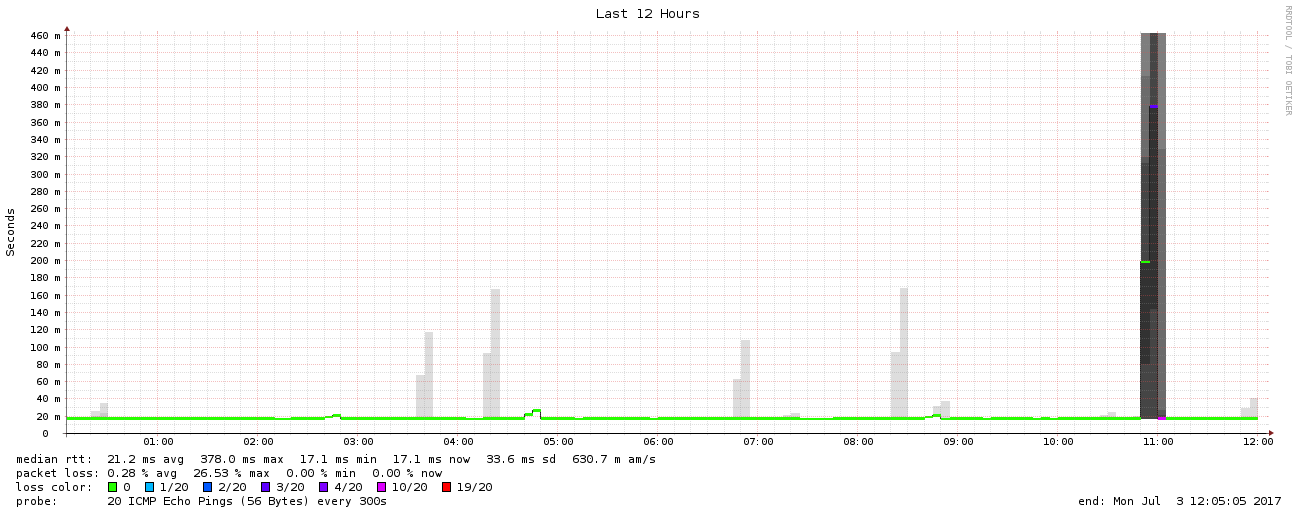 Last 12 Hours
RRDTOOL / TOBI OETIKER
Seconds
460 m
440 m
420 m
400 m
380 m
360 m
340 m
320 m
300 m
280 m
260 m
240 m
220 m
200 m
180 m
160 m
140 m
120 m
100 m
80 m
60 m
40 m
20 m
0
01:00 02:00 03:00 04:00 05:00 06:00 07:00 08:00 09:00 10:00 11:00 12:00
median rtt: 21.2 ms avg 378.0 ms max 17.1 ms min 17.1 ms now 33.6 ms sd 630.7 m am/s
packet loss: 0.28 % avg 26.53 % max 0.00 % min 0.00 % now
loss color: 0 1/20 2/20 3/20 4/20 10/20 19/20
probe: 20 ICMP Echo Pings (56 Bytes) every 300s end: Mon Jul 3 12:05:05 2017